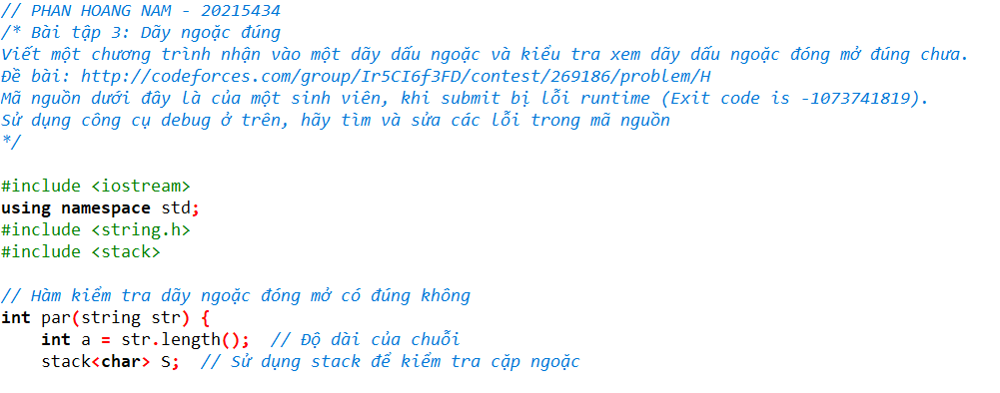 // PHAN HOANG NAM - 20215434
/* Bài tập 3: Dãy ngoặc đúng
Viết một chương trình nhận vào một dãy dấu ngoặc và kiểu tra xem dãy dấu ngoặc đóng mở đúng chưa.
Đề bài: http://codeforces.com/group/Ir5CI6f3FD/contest/269186/problem/H
Mã nguồn dưới đây là của một sinh viên, khi submit bị lỗi runtime (Exit code is -1073741819).
Sử dụng công cụ debug ở trên, hãy tìm và sửa các lỗi trong mã nguồn
*/
#include <iostream>
using namespace std;
#include <string.h>
#include <stack>
// Hàm kiểm tra dãy ngoặc đóng mở có đúng không
int par(string str) {
    int a = str.length();  // Độ dài của chuỗi
    stack<char> S;  // Sử dụng stack để kiểm tra cặp ngoặc